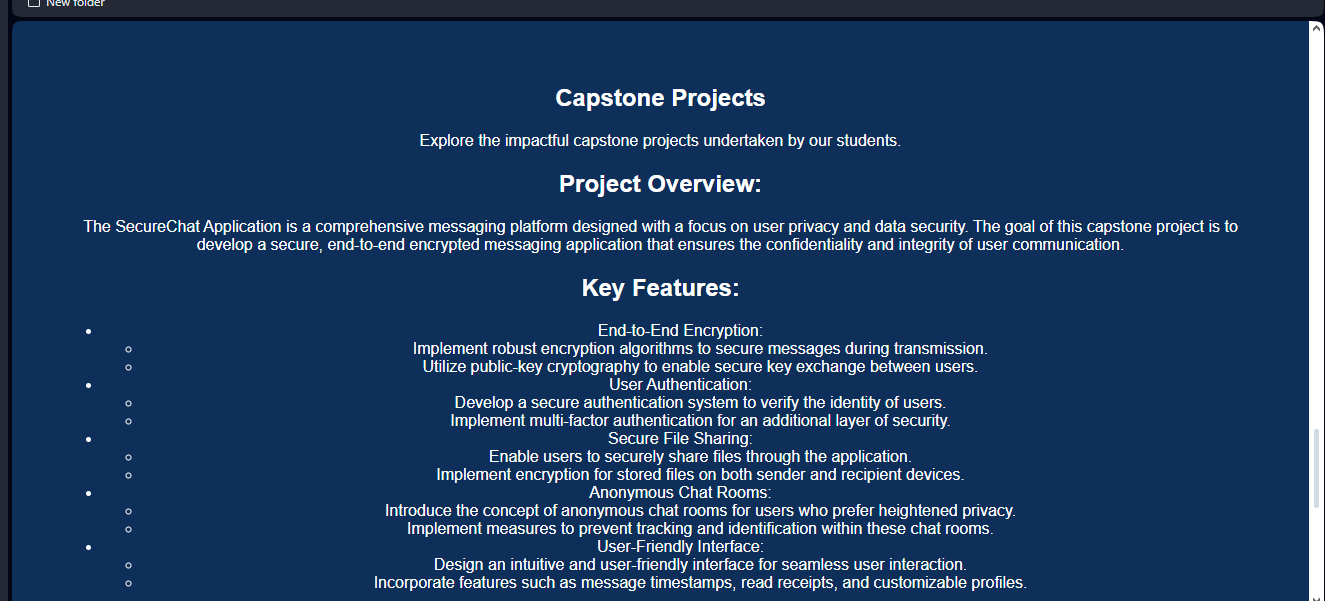 New folder
Capstone Projects
Explore the impactful capstone projects undertaken by our students.
Project Overview:
The SecureChat Application is a comprehensive messaging platform designed with a focus on user privacy and data security. The goal of this capstone project is to
develop a secure, end-to-end encrypted messaging application that ensures the confidentiality and integrity of user communication.
Key Features:
End-to-End Encryption:
Implement robust encryption algorithms to secure messages during transmission.
Utilize public-key cryptography to enable secure key exchange between users.
User Authentication:
Develop a secure authentication system to verify the identity of users.
Implement multi-factor authentication for an additional layer of security.
Secure File Sharing:
Enable users to securely share files through the application.
Implement encryption for stored files on both sender and recipient devices.
Anonymous Chat Rooms:
Introduce the concept of anonymous chat rooms for users who prefer heightened privacy.
Implement measures to prevent tracking and identification within these chat rooms.
User-Friendly Interface:
Design an intuitive and user-friendly interface for seamless user interaction.
Incorporate features such as message timestamps, read receipts, and customizable profiles.